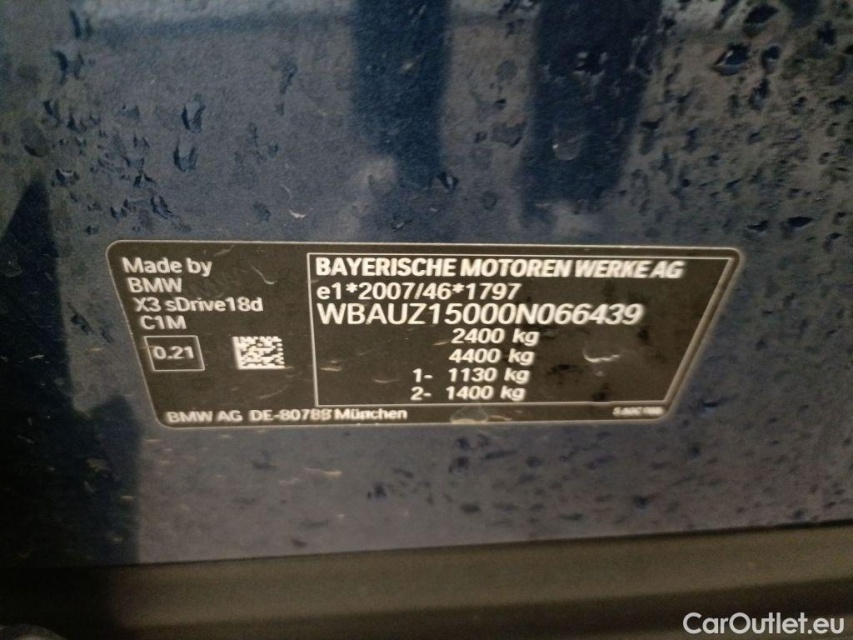 Made by
BMW
X3 sDrive18d
C1M
0.21
BMW AG DE-80788 München
BAYERISCHE MOTOREN WERKE AG
e1*2007/46*1797
WBAUZ15000N066439
2400 kg
4400 kg
1- 1130 kg
2- 1400 kg
CarOutlet.eu